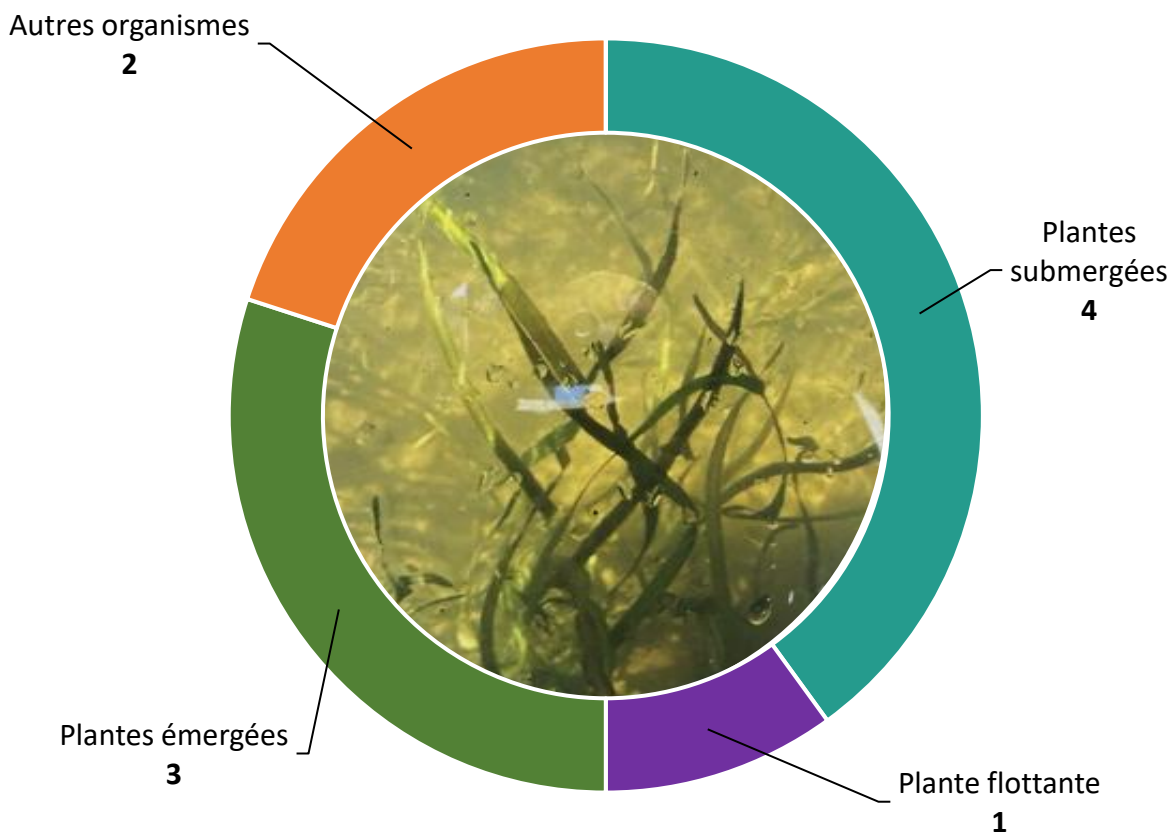 Autres organismes
2
Plantes
submergées
4
Plantes émergées
3
Plante flottante
1